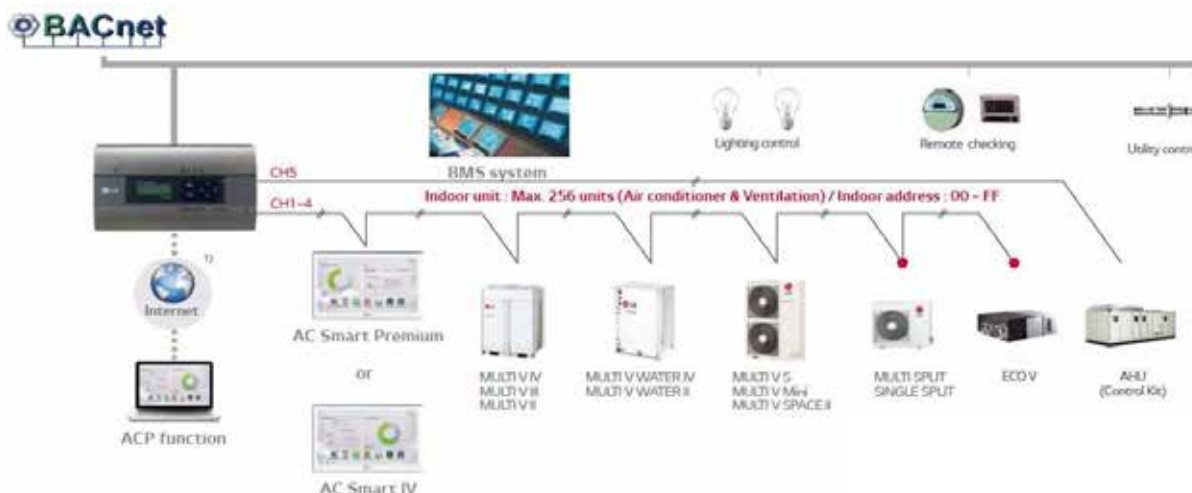 BACnet
BMS system
Lighting control
Remote checking
Utility contr
CH5
Indoor unit : Max. 256 units (Air conditioner & Ventilation) / Indoor address : 00 - FF
CH1~4
1)
Internet
ACP function
AC Smart Premium
or
AC Smart IV
MULTI V IV
MULTI V III
MULTI V II
MULTI V WATER IV
MULTI V WATER II
MULTI V S
MULTI V Mini
MULTI V SPACE II
MULTI SPLIT
SINGLE SPLIT
ECO V
AHU
(Control Kit)